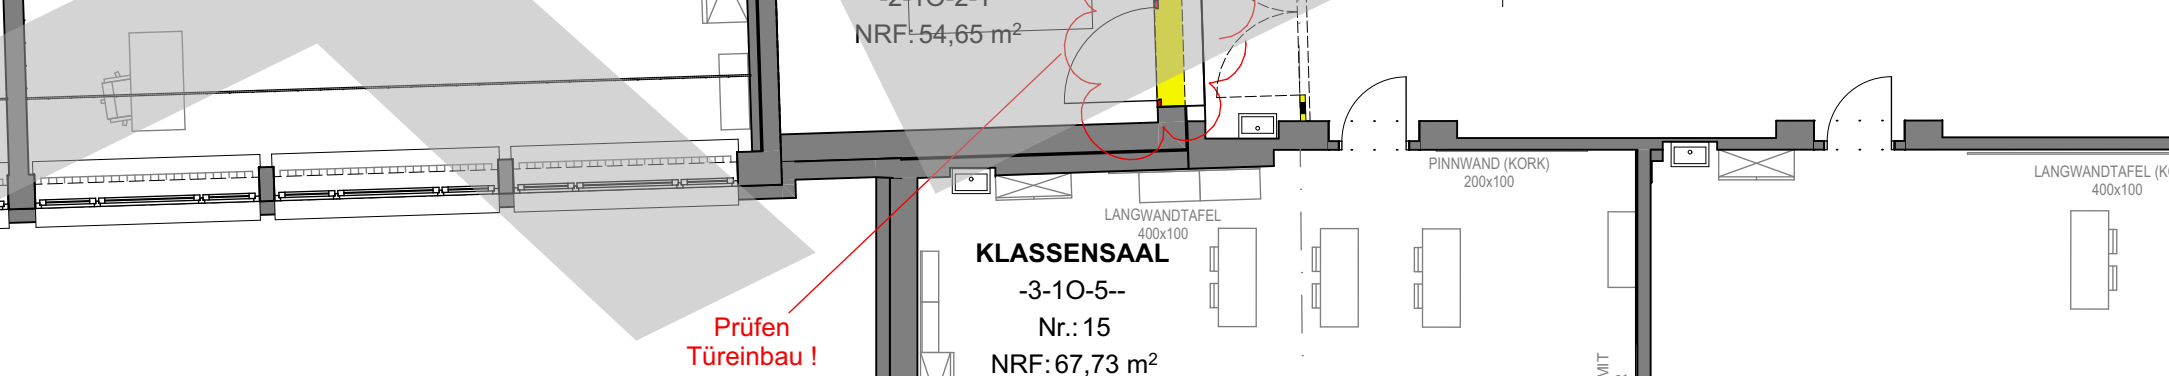 NRF: 54,65 m²
PINNWAND (KORK)
200x100
LANGWANDTAFEL
400x100
400x100
KLASSENSAAL
-3-1O-5--
Nr.: 15
NRF: 67,73 m²
Prüfen
Türeinbau !
MIT